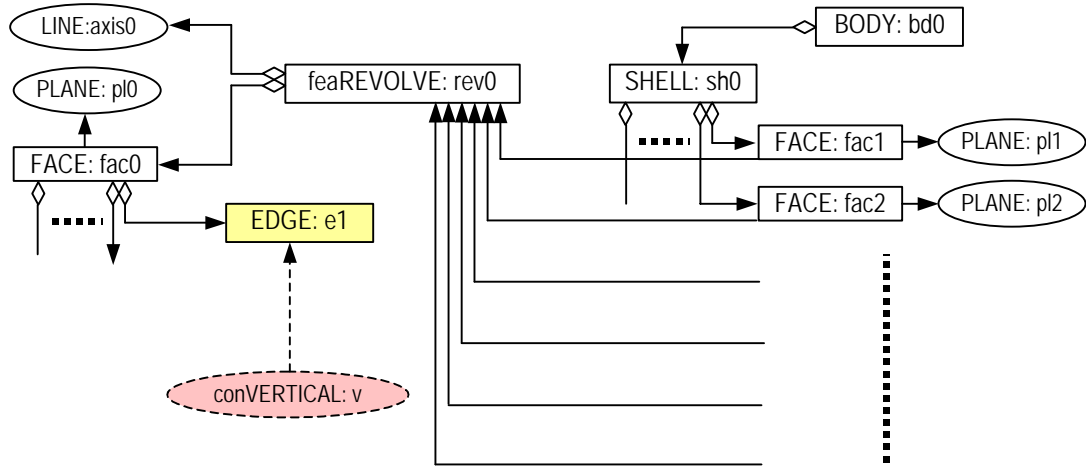 LINE:axis0
BODY: bd0
feaREVOLVE: rev0
SHELL: sh0
PLANE: pl0
FACE: fac0
FACE: fac1
PLANE: pl1
EDGE: e1
FACE: fac2
PLANE: pl2
conVERTICAL: v